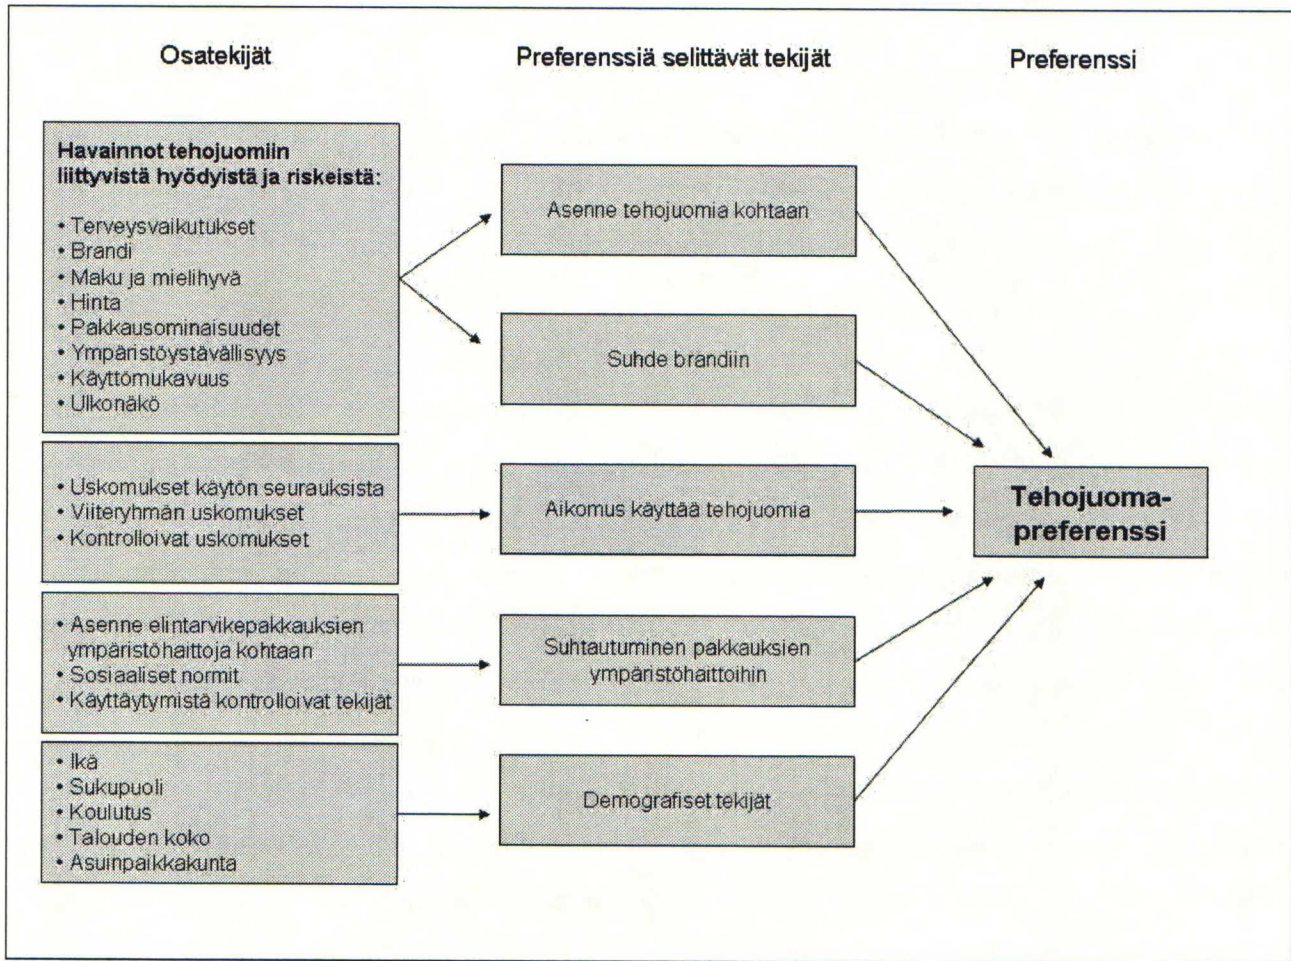 Osatekijät
Preferenssiä selittävät tekijät
Preferenssi
Havainnot tehojuomiin
liittyvistä hyödyistä ja riskeistä:
• Terveysvaikutukset
• Brandi
• Maku ja mielihyvä
• Hinta
• Pakkausominaisuudet
• Ympäristöystävällisyys
• Käyttömukavuus
• Ulkonäkö
• Uskomukset käytön seurauksista
• Viiteryhmän uskomukset
• Kontrolloivat uskomukset
• Asenne elintarvikepakkauksien
ympäristöhaittoja kohtaan
• Sosiaaliset normit
• Käyttäytymistä kontrolloivat tekijät
• Ikä
• Sukupuoli
• Koulutus
• Talouden koko
• Asuinpaikkakunta
Asenne tehojuomia kohtaan
Suhde brandiin
Aikomus käyttää tehojuomia
Suhtautuminen pakkauksien
ympäristöhaittoihin
Demografiset tekijät
Tehojuoma-
preferenssi